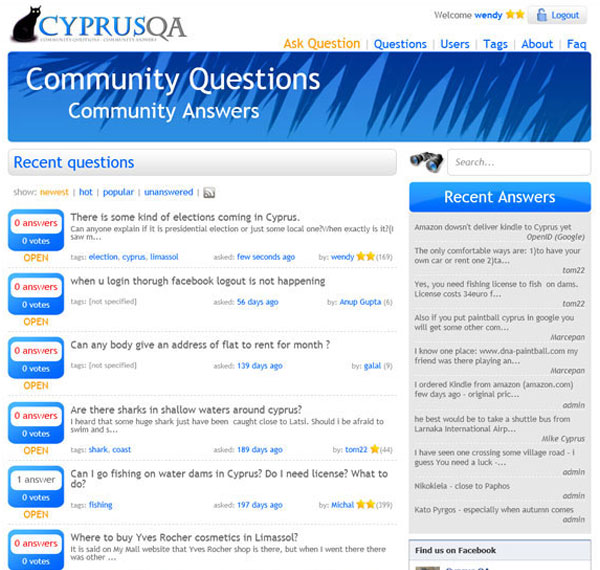 CYPRUSQA
COMMUNITY QUESTIONS COMMUNITY ANSWERS
Welcome wendy Logout
Ask Question | Questions | Users | Tags | About | Faq
Community Questions
Community Answers
Recent questions
show: newest | hot | popular | unanswered |
0 answers
0 votes
OPEN
There is some kind of elections coming in Cyprus.
Can anyone explain if it is presidential election or just some local one?When exactly is it?(I
saw m...
tags: election, cyprus, limassol asked: few seconds ago by: wendy (169)
0 answers
0 votes
OPEN
when u login thorugh facebook logout is not happening
tags: [not specified] asked: 56 days ago by: Anup Gupta (6)
0 answers
0 votes
OPEN
Can any body give an address of flat to rent for month ?
tags: [not specified] asked: 139 days ago by: galal (9)
0 answers
0 votes
OPEN
Are there sharks in shallow waters around cyprus?
I heard that some huge shark just have been caught close to Latsi. Should i be afraid to
swim and s...
tags: shark, coast asked: 189 days ago by: tom22 (44)
1 answer
0 votes
OPEN
Can I go fishing on water dams in Cyprus? Do I need license? What to
do?
tags: fishing asked: 197 days ago by: Michal (399)
0 answers
0 votes
Where to buy Yves Rocher cosmetics in Limassol?
It is said on My Mall website that Yves Rocher shop is there, but when I went there there
was other ...
Search...
Recent Answers
Amazon dowsn't deliver kindle to Cyprus yet
OpenID (Google)
The only comfortable ways are: 1)to have your
own car or rent one 2)ta...
tom22
Yes, you need fishing license to fish on dams.
License costs 34euro f...
tom22
Also if you put paintball cyprus in google you
will get some other com...
Marcepan
I know one place: www.dna-paintball.com my
friend was there playing an...
Marcepan
I ordered Kindle from amazon (amazon.com)
few days ago - original pric...
admin
he best would be to take a shuttle bus from
Larnaka International Airp...
Mike Cyprus
I have seen one crossing some village road - i
guess You need a luck -...
admin
Nikokleia - close to Paphos
admin
Kato Pyrgos - especially when autumn comes
admin
Find us on Facebook
Cyprus QA